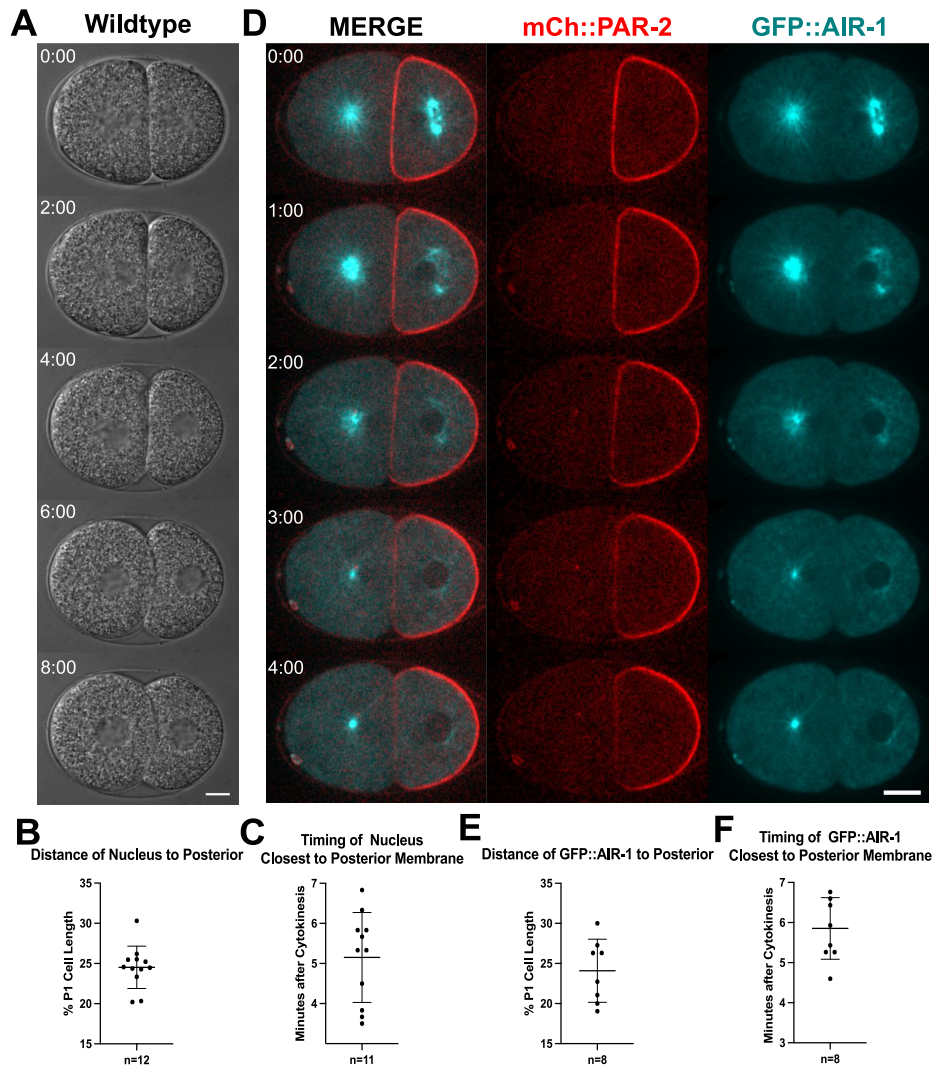 A
Wildtype
0:00
2:00
4:00
6:00
8:00
D
MERGE
mCh::PAR-2
GFP::AIR-1
0:00
1:00
2:00
3:00
4:00
B
Distance of Nucleus to Posterior
% P1 Cell Length
35
30
25
20
15
n=12
C
Timing of Nucleus
Closest to Posterior Membrane
Minutes after Cytokinesis
7
6
5
4
n=11
E
Distance of GFP::AIR-1 to Posterior
% P1 Cell Length
35
30
25
20
15
n=8
F
Timing of GFP::AIR-1
Closest to Posterior Membrane
Minutes after Cytokinesis
7
6
5
4
3
n=8